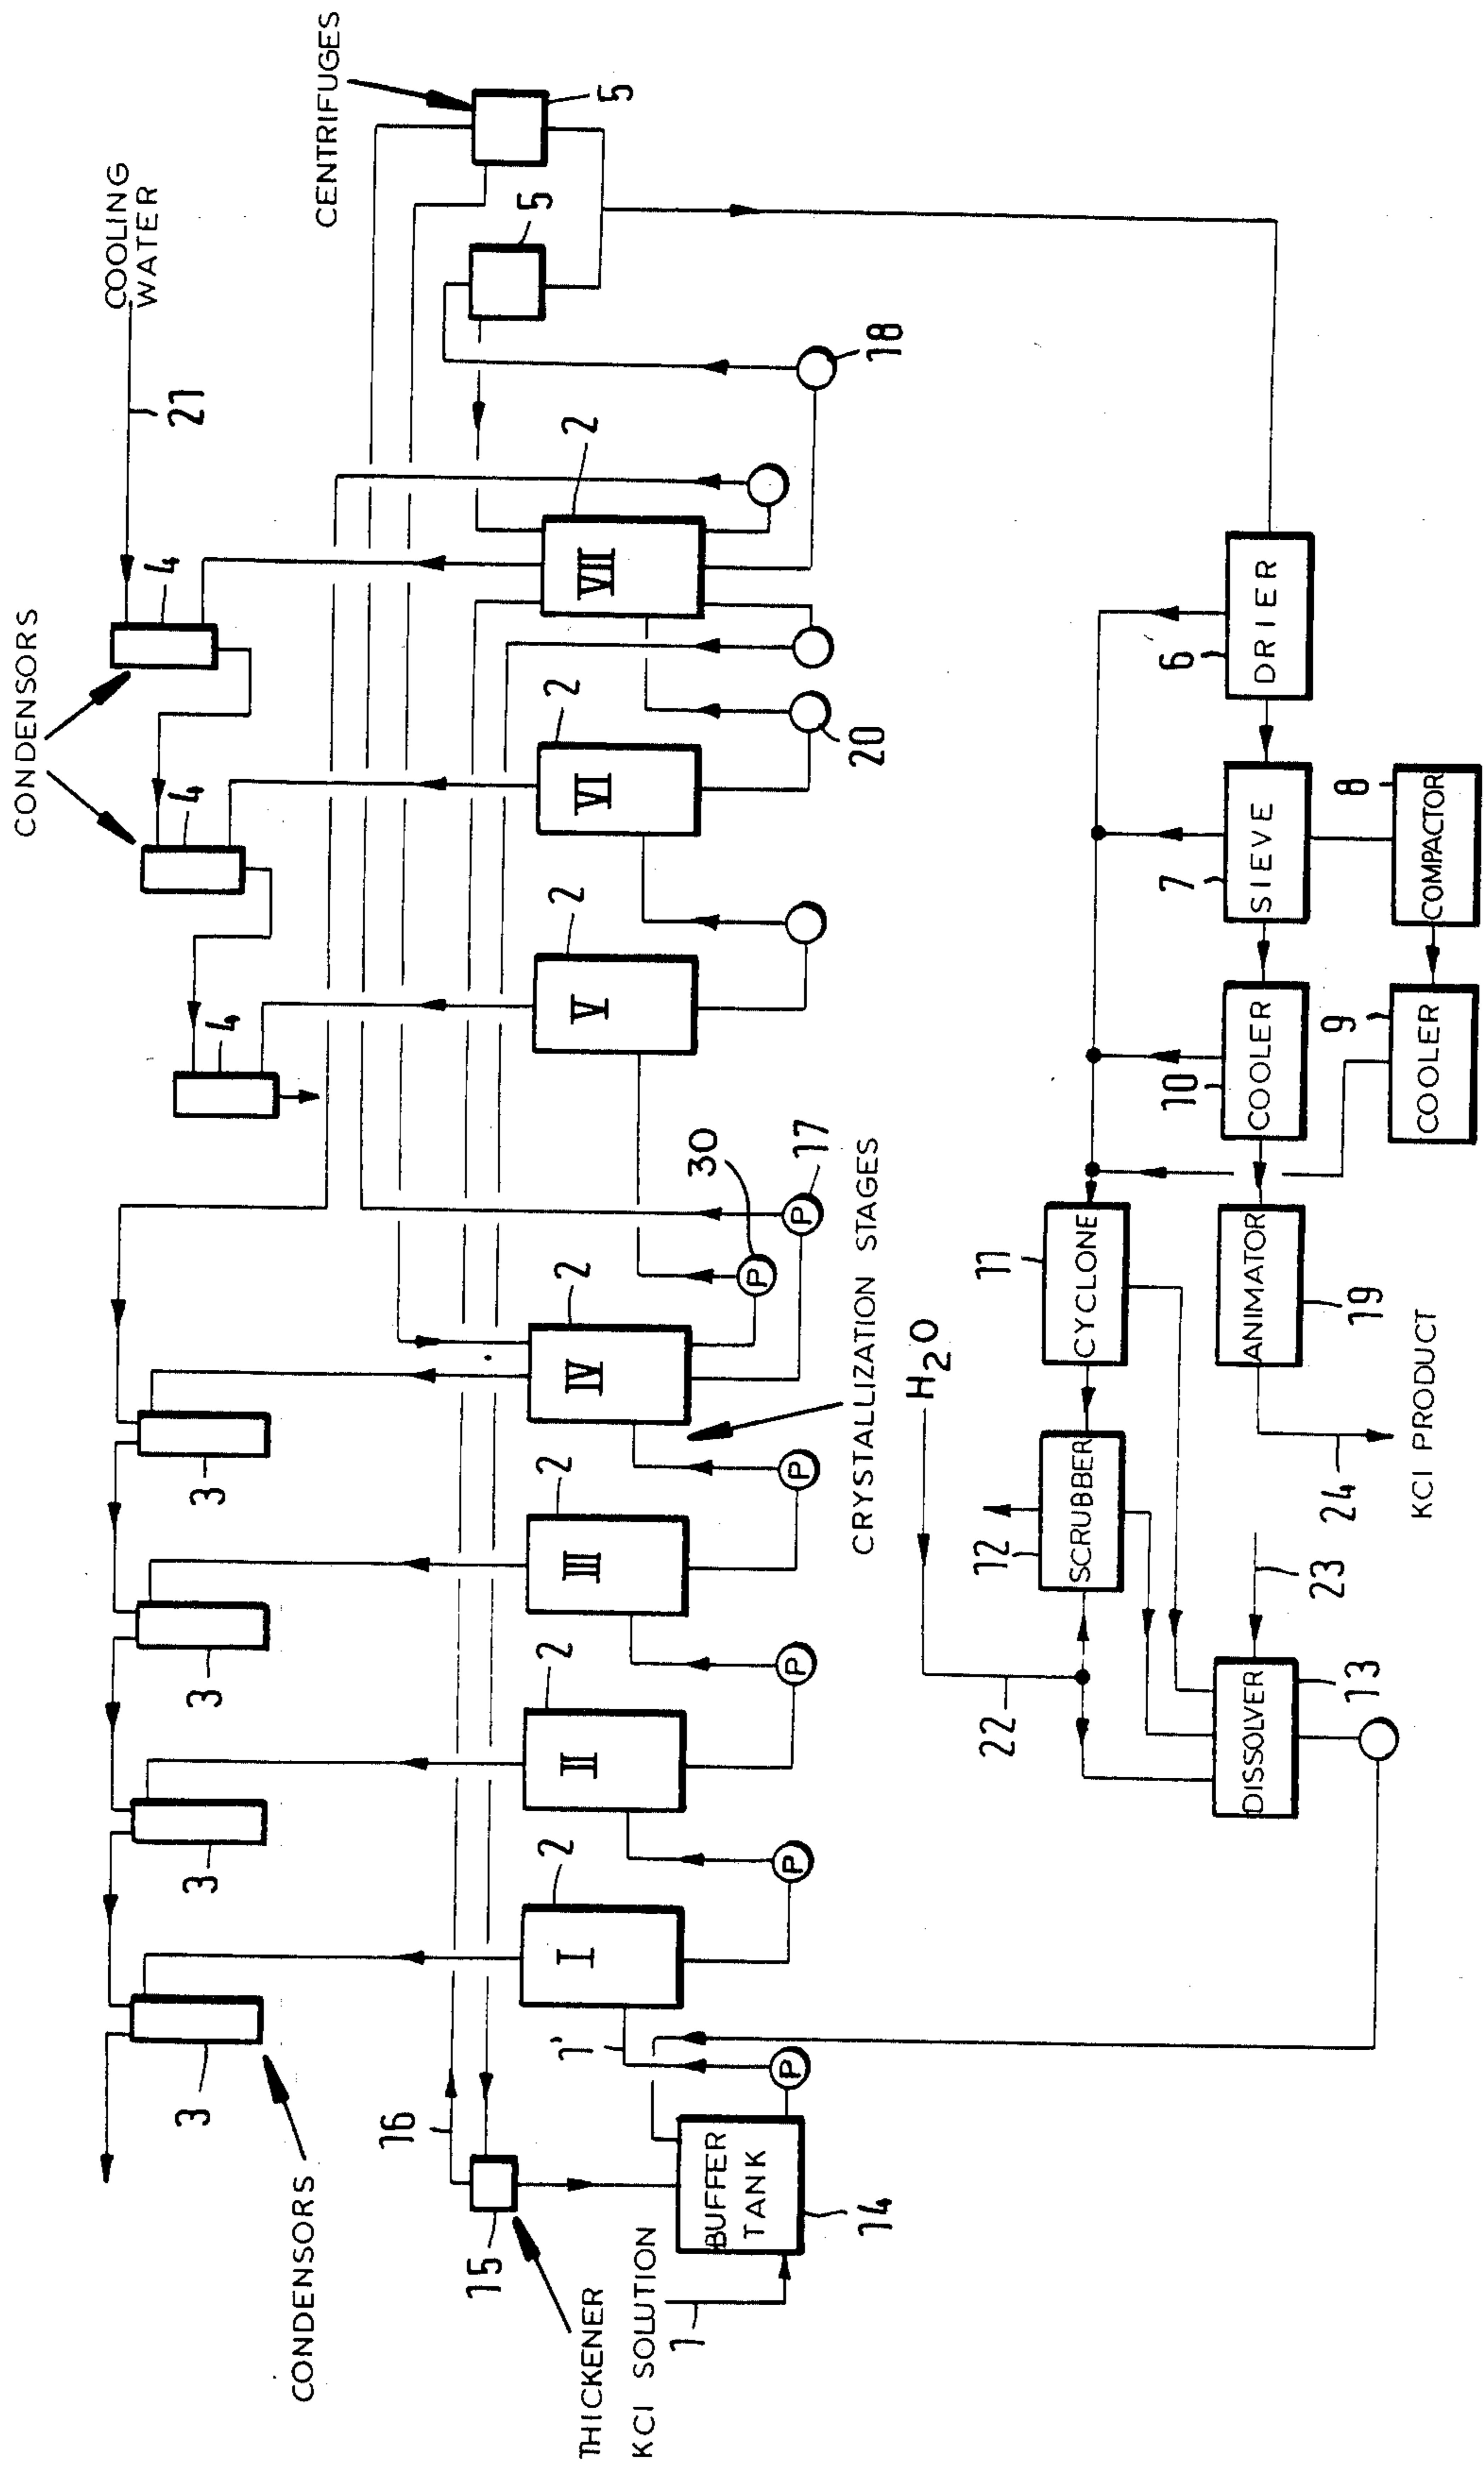 CONDENSORS
COOLING
WATER
21
CENTRIFUGES
4
4
4
5
5
3
3
3
3
CONDENSORS
16
15
THICKENER
I
2
II
2
III
2
IV
2
V
2
VI
2
VII
2
1'
P
P
P
P
P
30
P
17
20
18
CRYSTALLIZATION STAGES
KCl SOLUTION
1
BUFFER
TANK
14
H2O
22
SCRUBBER
12
CYCLONE
11
DISSOLVER
13
23
ANIMATOR
19
24
KCl PRODUCT
COOLER
10
SIEVE
7
DRIER
6
COOLER
9
COMPACTOR
8